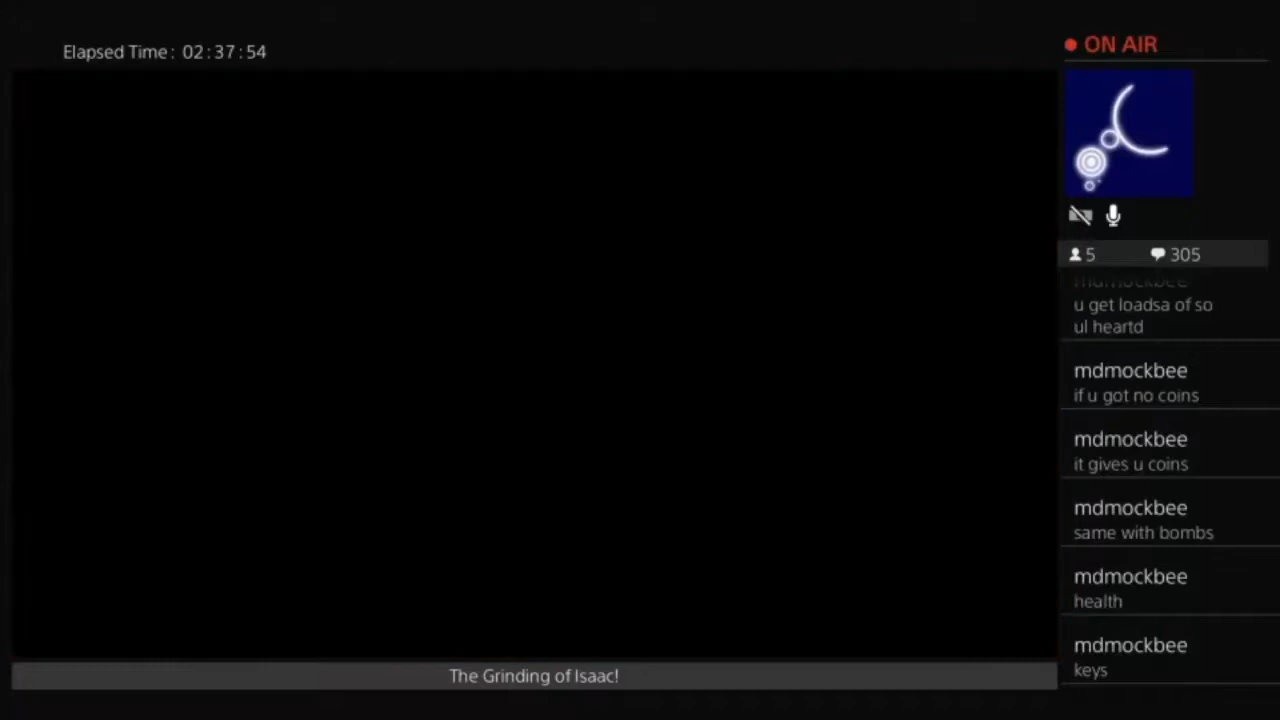 Elapsed Time: 02:37:54
ON AIR
5 305
mdmockbee
u get loadsa of so
ul heartd
mdmockbee
if u got no coins
mdmockbee
it gives u coins
mdmockbee
same with bombs
mdmockbee
health
mdmockbee
keys
The Grinding of Isaac!